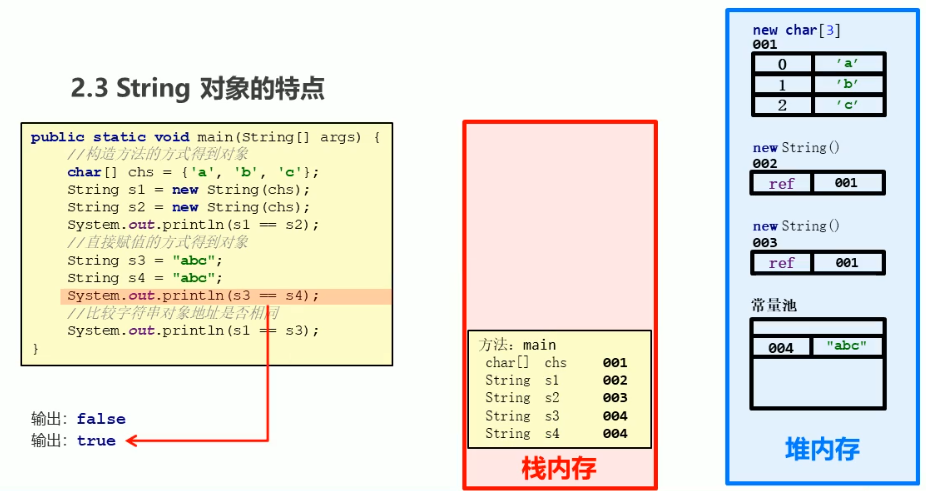 2.3 String 对象的特点
public static void main(String[] args) {
//构造方法的方式得到对象
char[] chs = {'a', 'b', 'c'};
String s1 = new String(chs);
String s2 = new String(chs);
System.out.println(s1 == s2);
//直接赋值的方式得到对象
String s3 = "abc";
String s4 = "abc";
System.out.println(s3 == s4);
//比较字符串对象地址是否相同
System.out.println(s1 == s3);
}
输出: false
输出: true
方法: main
char[] chs 001
String s1 002
String s2 003
String s3 004
String s4 004
栈内存
new char[3]
001
0 'a'
1 'b'
2 'c'
new String()
002
ref 001
new String()
003
ref 001
常量池
004 "abc"
堆内存